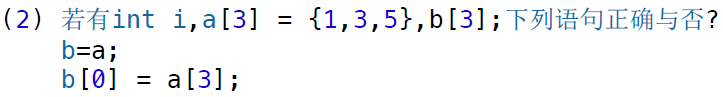 (2) 若有int i,a[3] = {1,3,5},b[3];下列语句正确与否?
b=a;
b[0] = a[3];